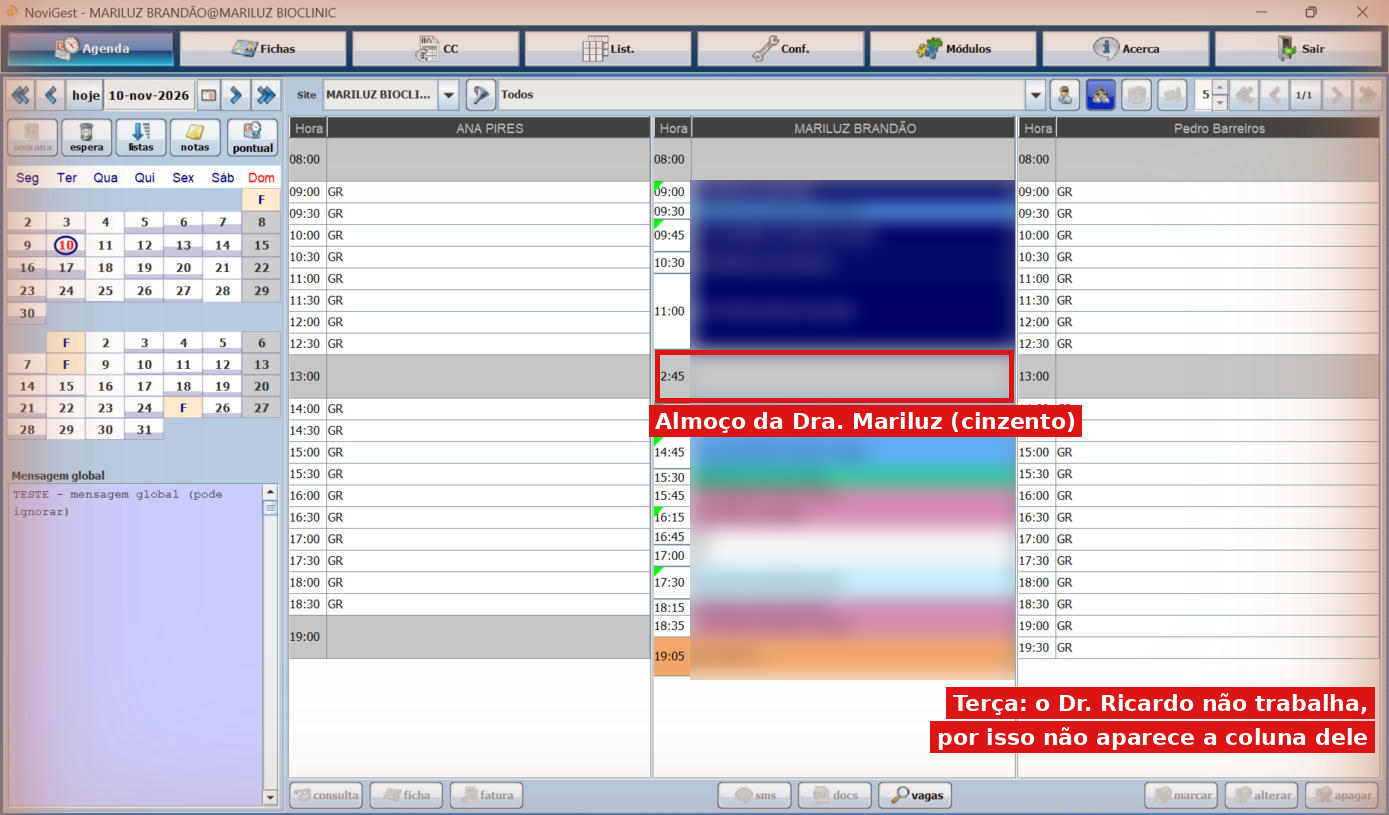 NoviGest - MARILUZ BRANDÃO@MARILUZ BIOCLINIC
Agenda Fichas CC List. Conf. Módulos Acerca Sair
hoje 10-nov-2026 Site MARILUZ BIOCLI... Todos 5 1/1
semana espera listas notas pontual
Seg Ter Qua Qui Sex Sáb Dom
F
2 3 4 5 6 7 8
9 10 11 12 13 14 15
16 17 18 19 20 21 22
23 24 25 26 27 28 29
30
F 2 3 4 5 6
7 F 9 10 11 12 13
14 15 16 17 18 19 20
21 22 23 24 F 26 27
28 29 30 31
Mensagem global
TESTE - mensagem global (pode
ignorar)
Hora ANA PIRES
08:00
09:00 GR
09:30 GR
10:00 GR
10:30 GR
11:00 GR
11:30 GR
12:00 GR
12:30 GR
13:00
14:00 GR
14:30 GR
15:00 GR
15:30 GR
16:00 GR
16:30 GR
17:00 GR
17:30 GR
18:00 GR
18:30 GR
19:00
Hora MARILUZ BRANDÃO
08:00
09:00
09:30
09:45
10:30
11:00
2:45
Almoço da Dra. Mariluz (cinzento)
14:45
15:30
15:45
16:15
16:45
17:00
17:30
18:15
18:35
19:05
Hora Pedro Barreiros
08:00
09:00 GR
09:30 GR
10:00 GR
10:30 GR
11:00 GR
11:30 GR
12:00 GR
12:30 GR
13:00
15:00 GR
15:30 GR
16:00 GR
16:30 GR
17:00 GR
17:30 GR
18:00 GR
18:30 GR
19:00 GR
19:30 GR
Terça: o Dr. Ricardo não trabalha,
por isso não aparece a coluna dele
consulta ficha fatura sms docs vagas marcar alterar apagar